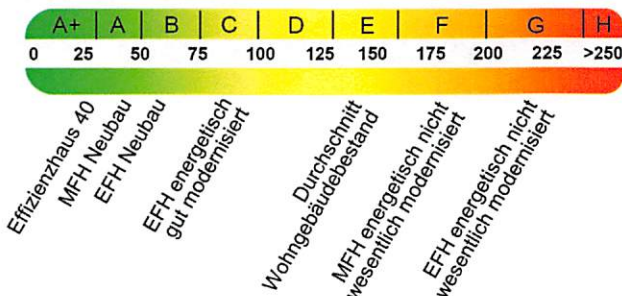 A+ A B C D E F G H
0 25 50 75 100 125 150 175 200 225 >250
Effizienzhaus 40
MFH Neubau
EFH Neubau
EFH energetisch
gut modernisiert
Durchschnitt
Wohngebäudebestand
MFH energetisch nicht
wesentlich modernisiert
EFH energetisch nicht
wesentlich modernisiert